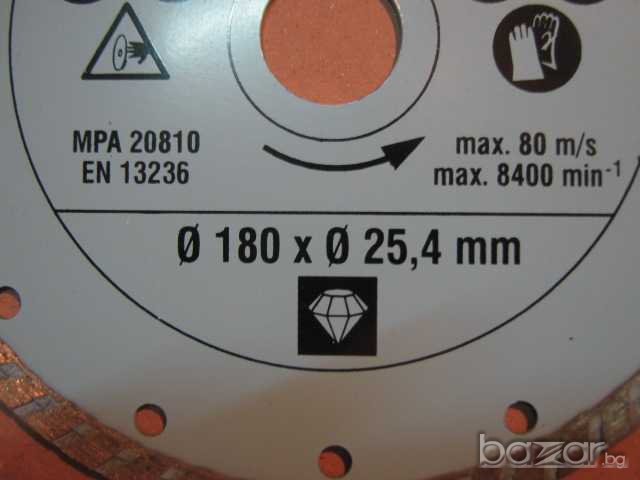 MPA 20810
EN 13236
max. 80 m/s
max. 8400 min-1
Ø 180 x Ø 25,4 mm
bazar.bg